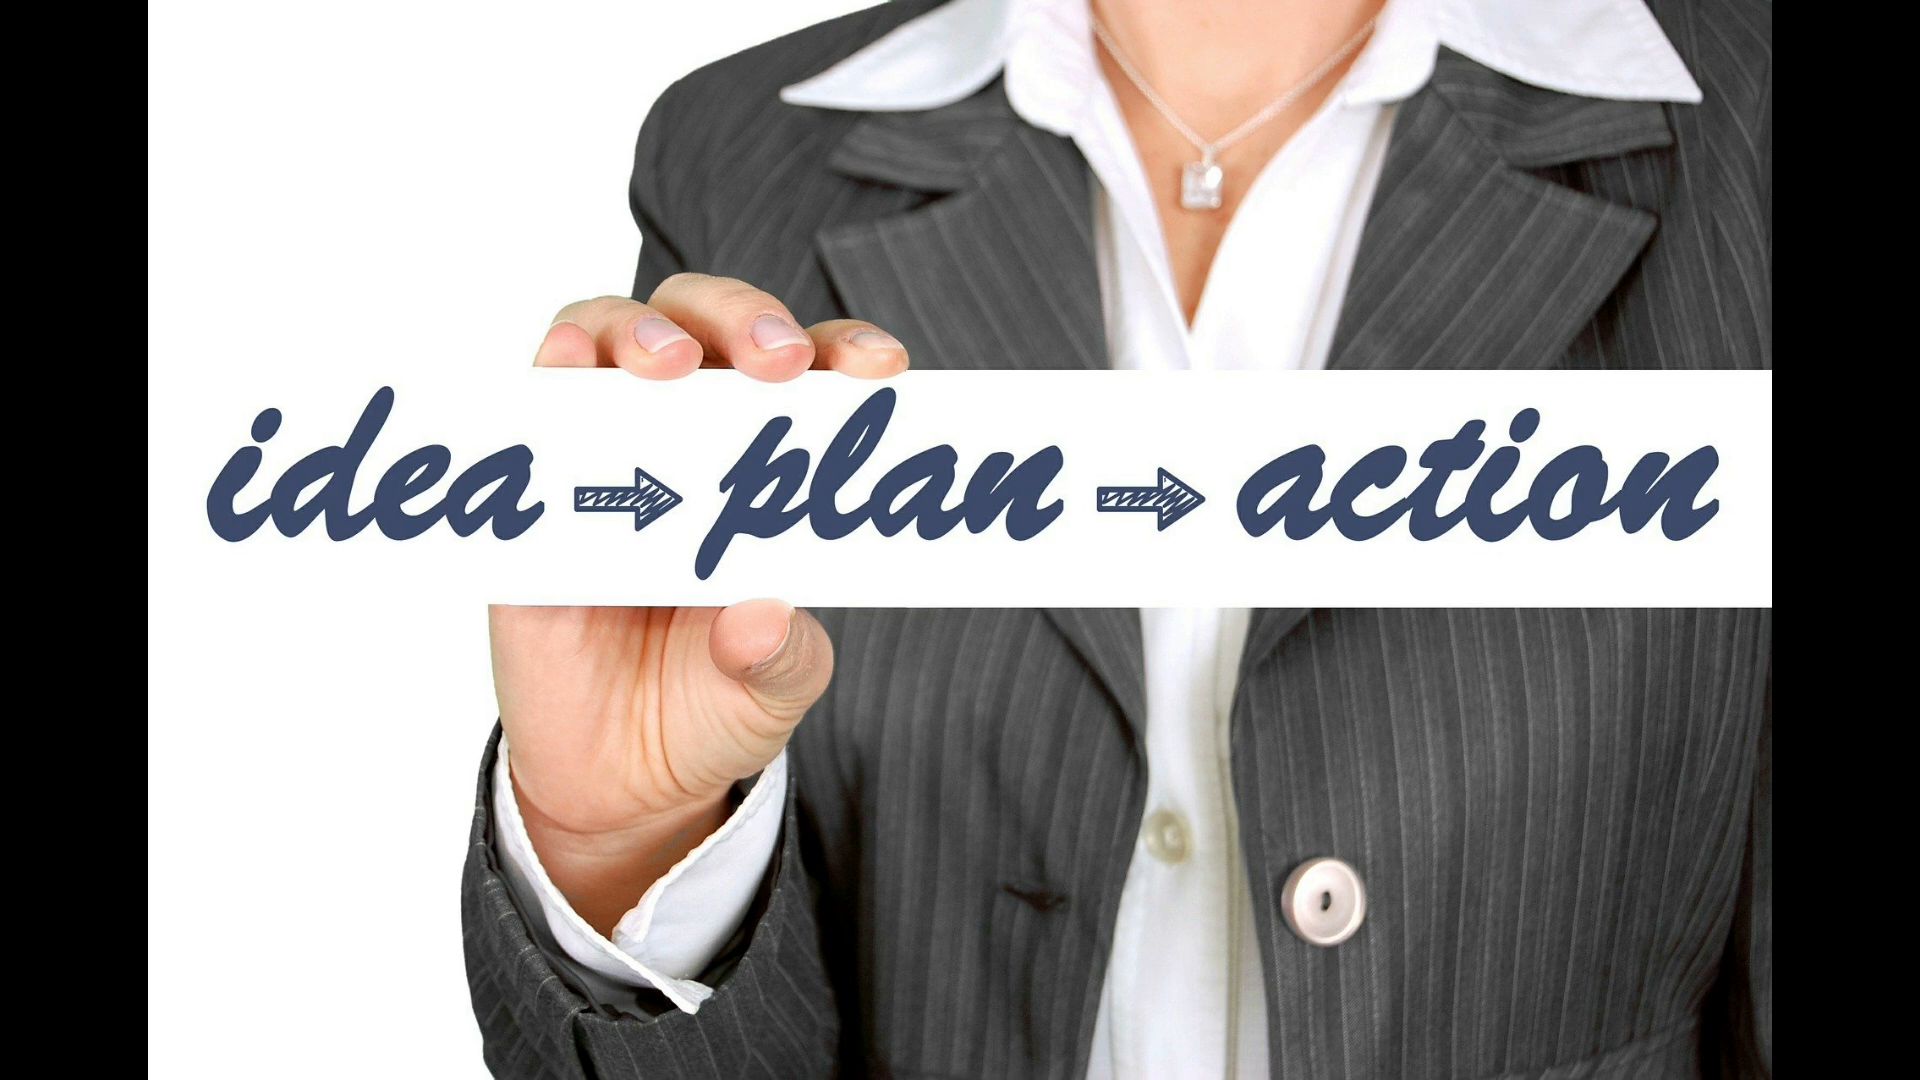 idea → plan → action